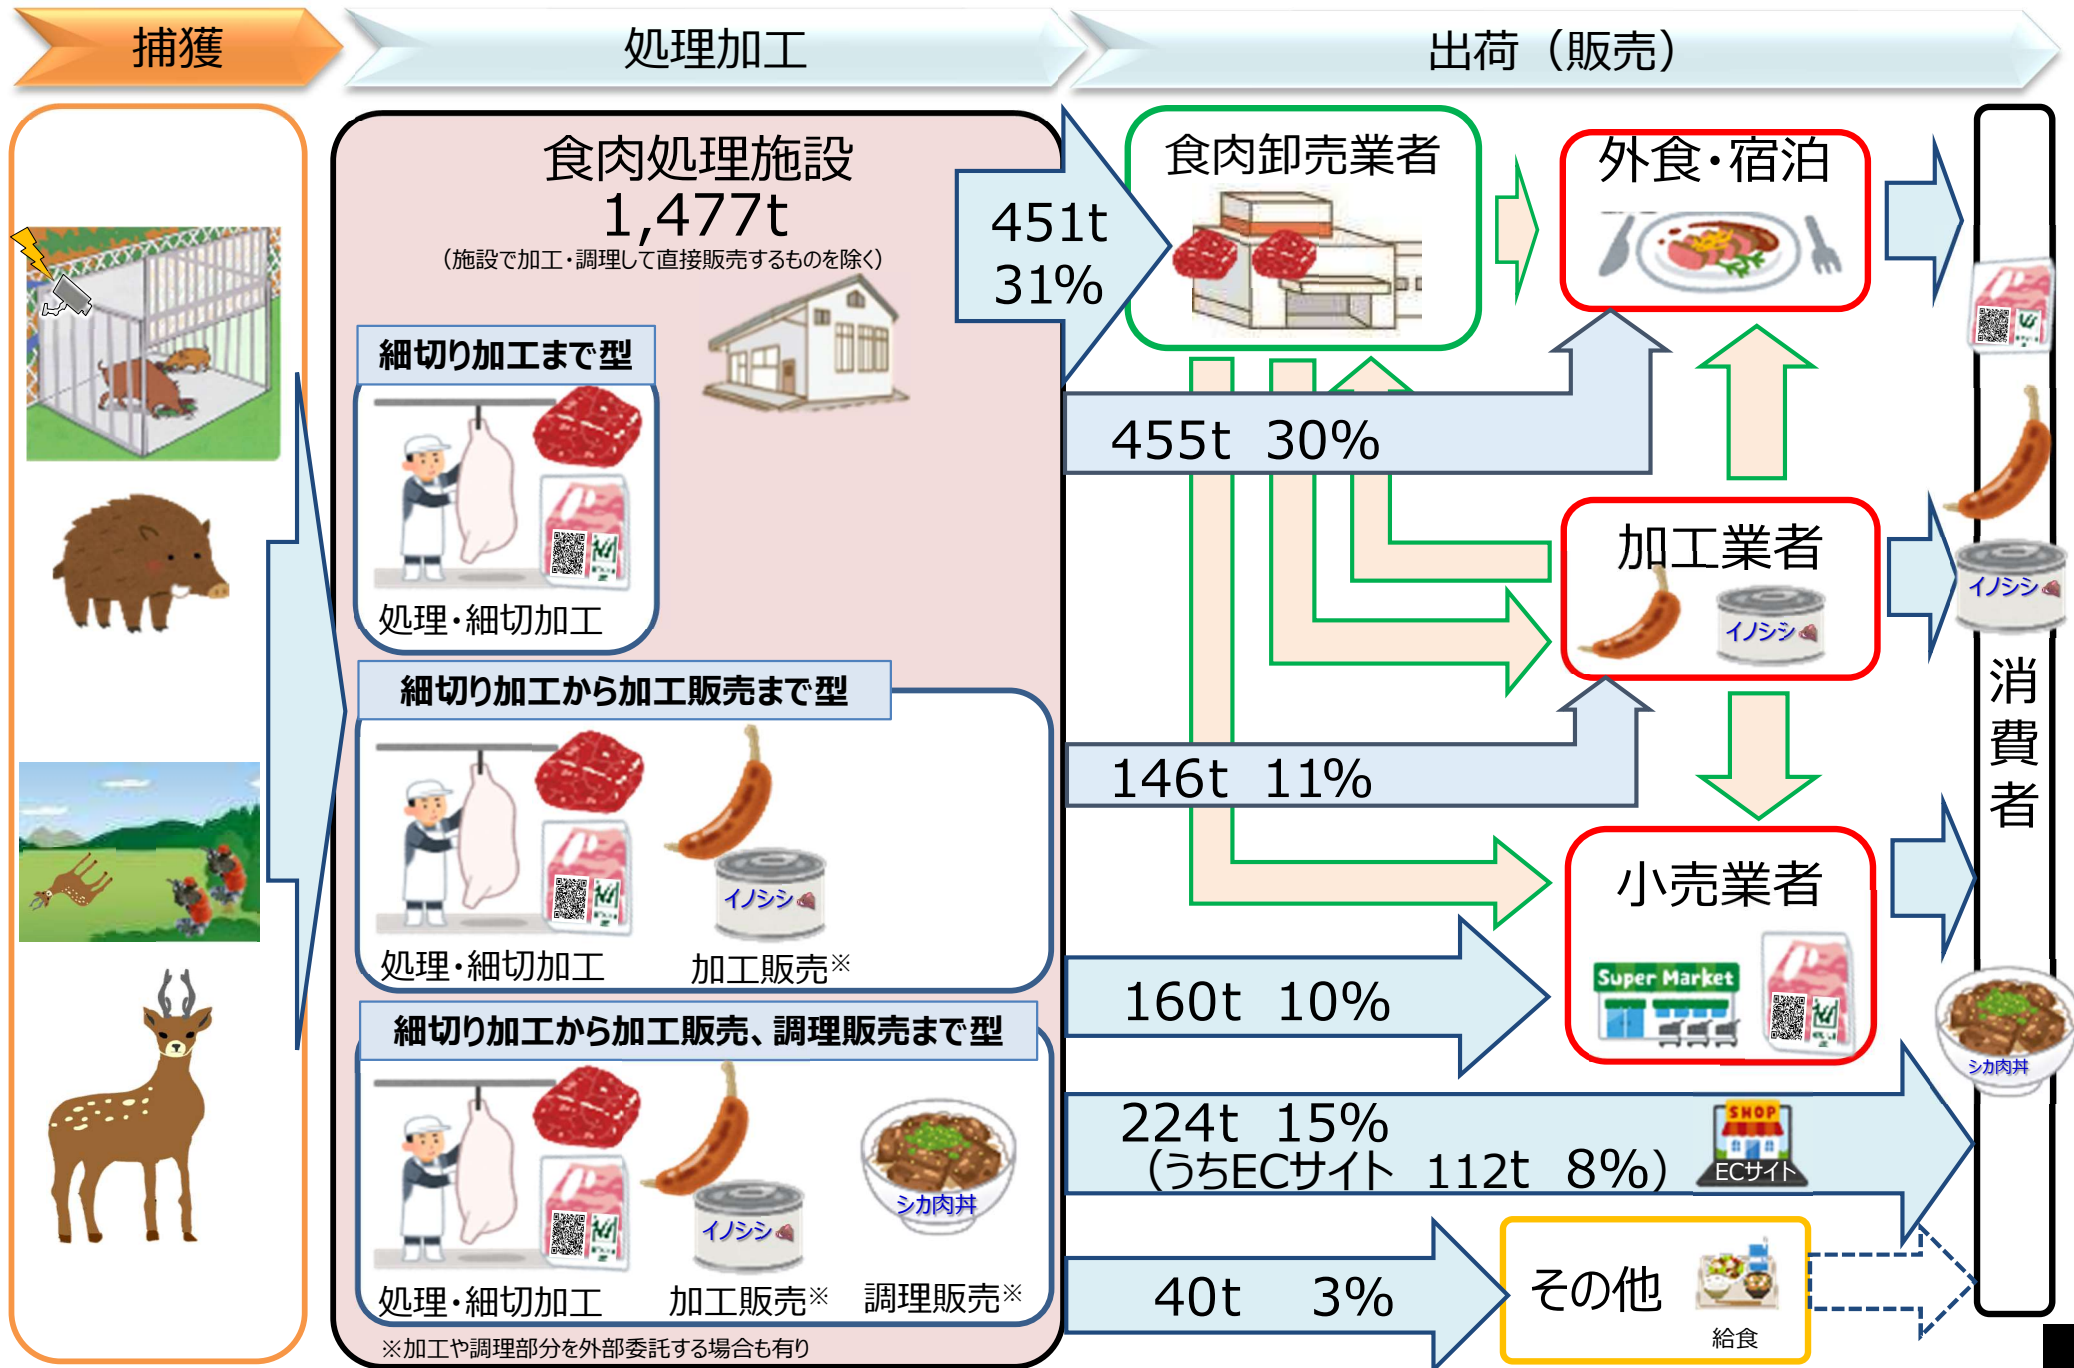 捕獲
処理加工
出荷（販売）
食肉処理施設
1,477t
（施設で加工・調理して直接販売するものを除く）
細切り加工まで型
処理・細切加工
細切り加工から加工販売まで型
イノシシ
処理・細切加工
加工販売※
細切り加工から加工販売、調理販売まで型
イノシシ
シカ肉丼
処理・細切加工
加工販売※
調理販売※
※加工や調理部分を外部委託する場合も有り
451t
31%
食肉卸売業者
外食・宿泊
455t 30%
加工業者
イノシシ
146t 11%
小売業者
Super Market
160t 10%
224t 15%
（うちECサイト 112t 8%）
SHOP
ECサイト
40t 3%
その他
給食
イノシシ
消費者
シカ肉丼